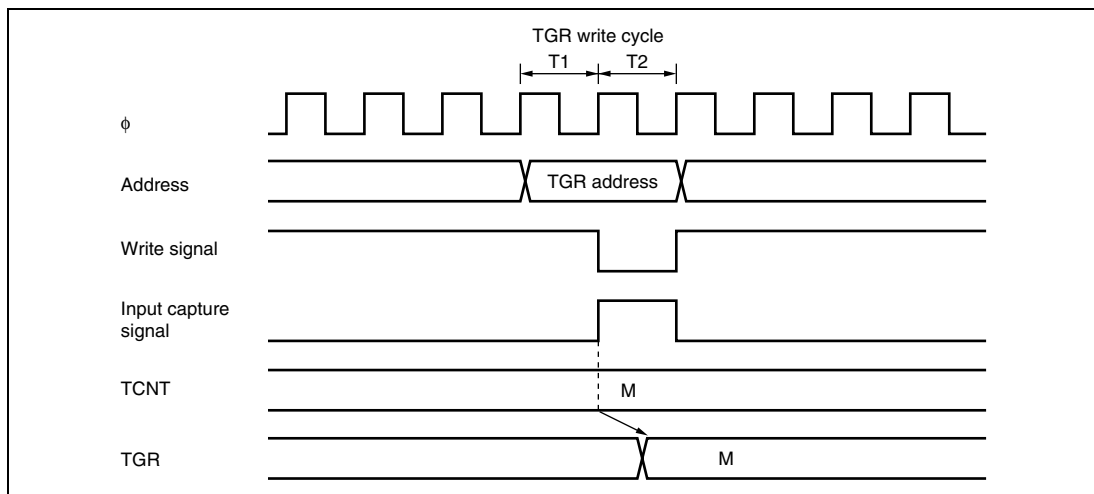 TGR write cycle
T1 T2
ϕ
Address
TGR address
Write signal
Input capture
signal
TCNT
M
TGR
M